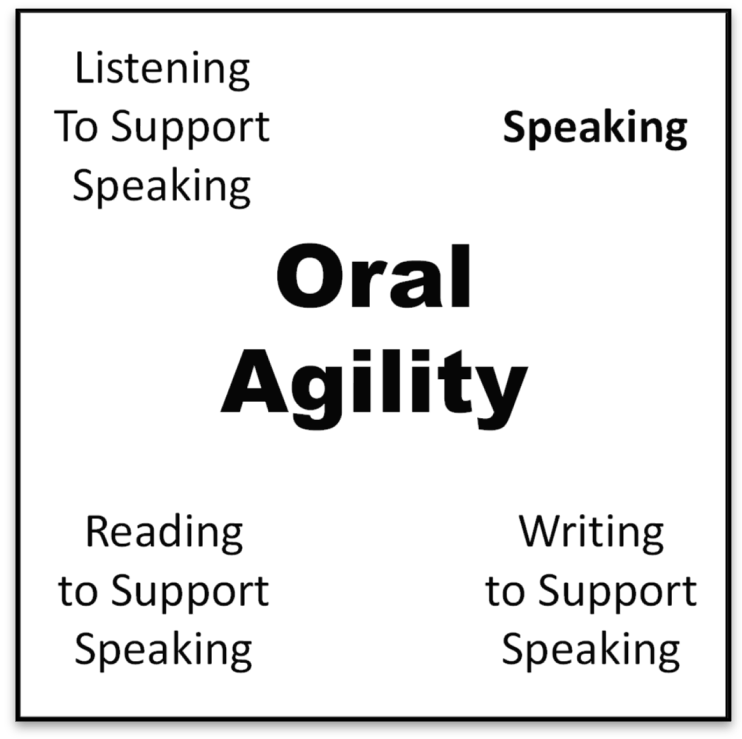 Listening
To Support
Speaking
Speaking
Oral
Agility
Reading
to Support
Speaking
Writing
to Support
Speaking